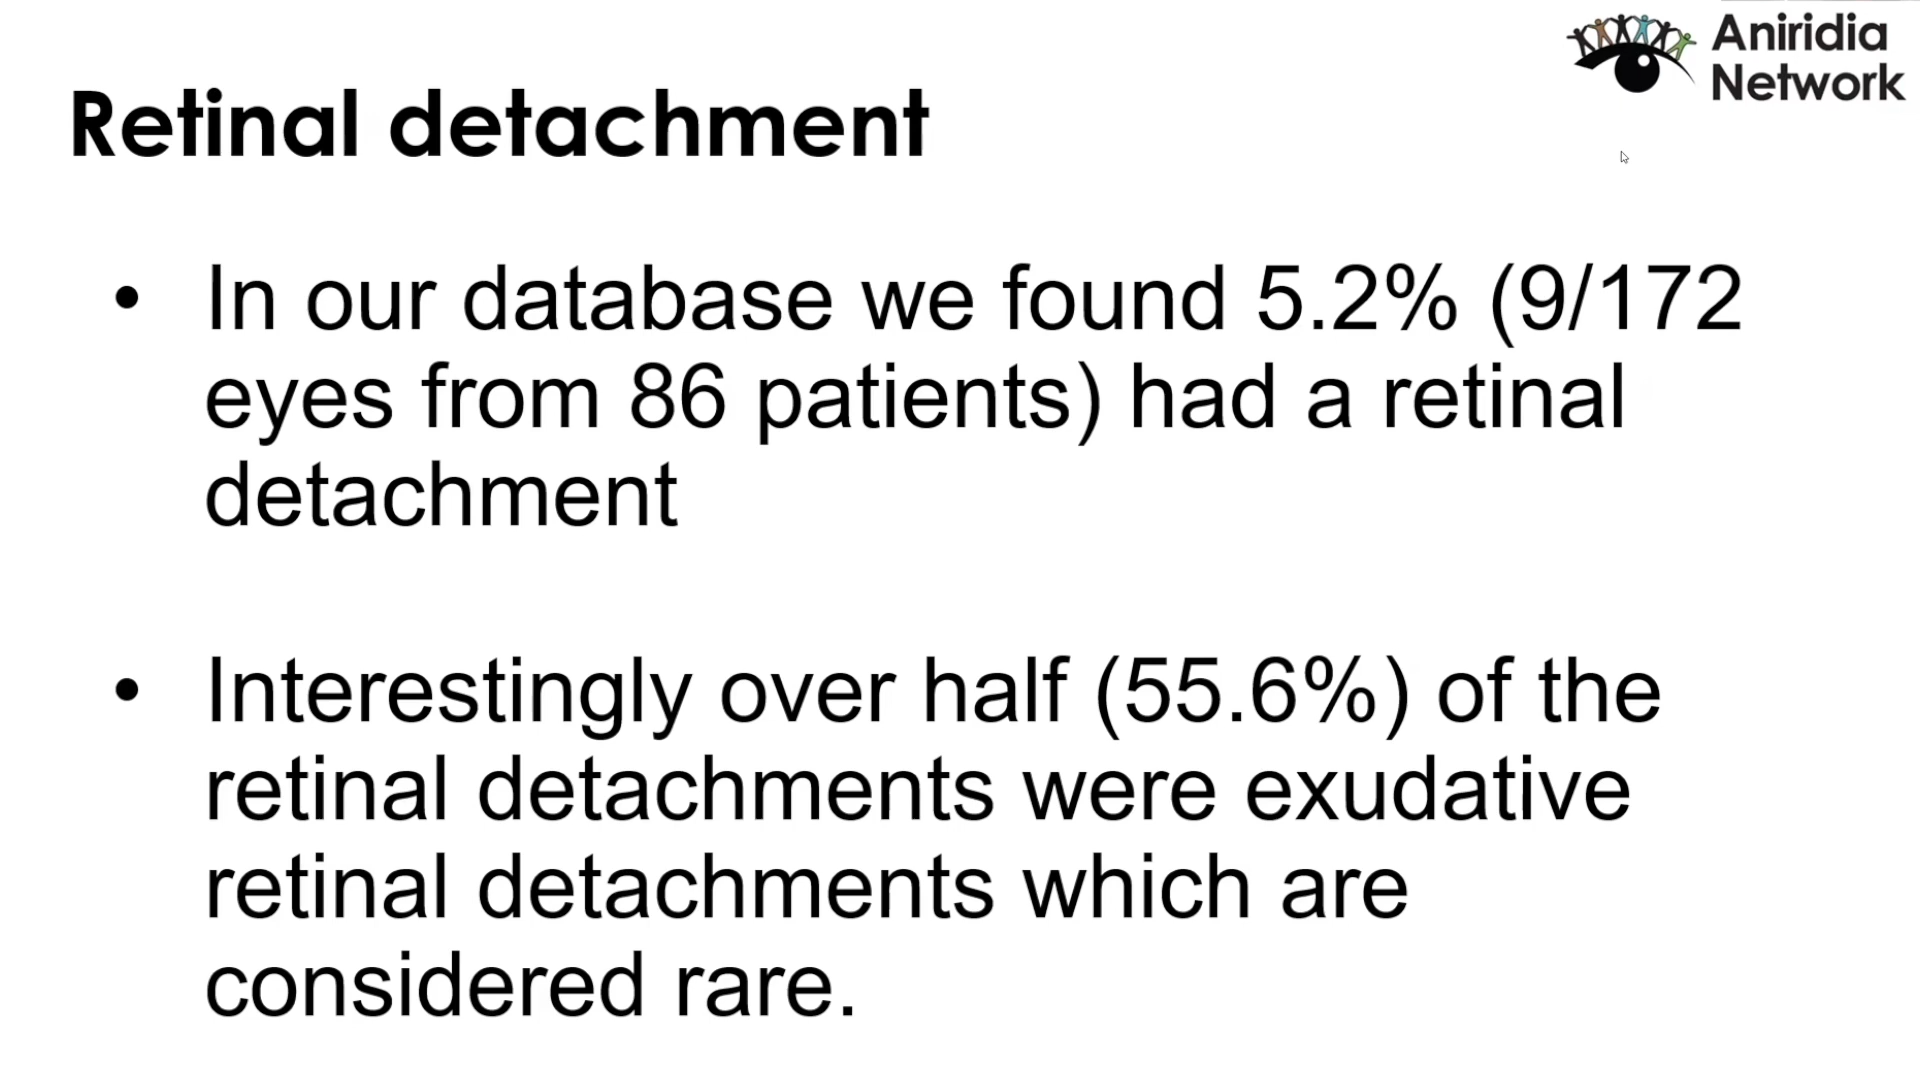 Aniridia
Network
Retinal detachment
• In our database we found 5.2% (9/172
eyes from 86 patients) had a retinal
detachment
• Interestingly over half (55.6%) of the
retinal detachments were exudative
retinal detachments which are
considered rare.